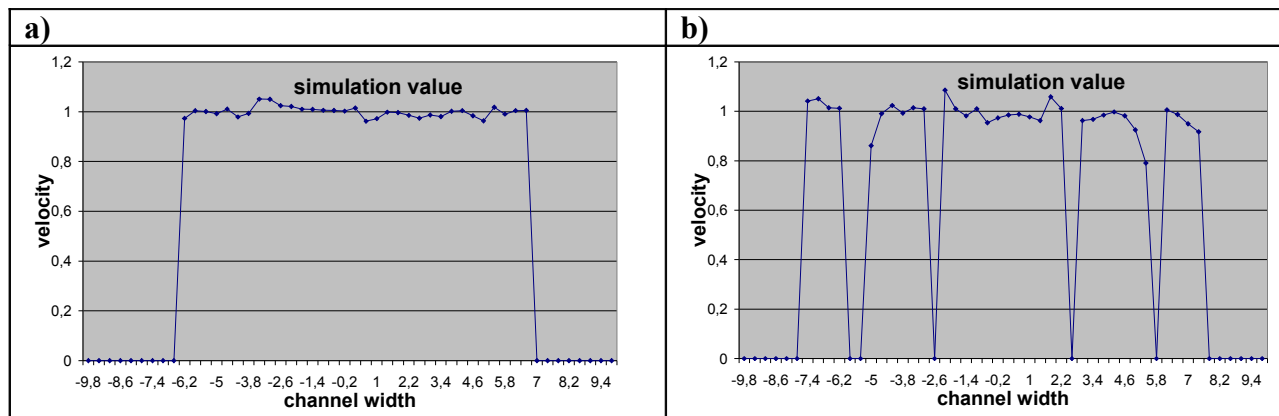 a)
simulation value
velocity
1,2
1
0,8
0,6
0,4
0,2
0
-9,8 -8,6 -7,4 -6,2 -5 -3,8 -2,6 -1,4 -0,2 1 2,2 3,4 4,6 5,8 7 8,2 9,4
channel width
b)
simulation value
velocity
1,2
1
0,8
0,6
0,4
0,2
0
-9,8 -8,6 -7,4 -6,2 -5 -3,8 -2,6 -1,4 -0,2 1 2,2 3,4 4,6 5,8 7 8,2 9,4
channel width